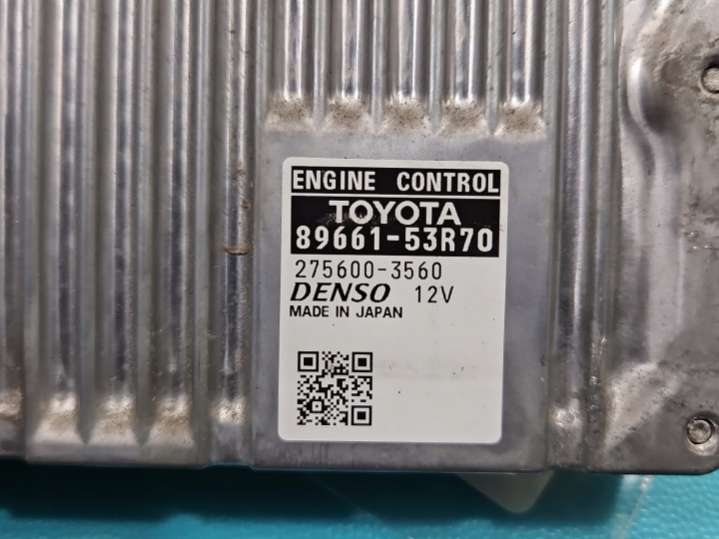 ENGINE CONTROL
TOYOTA
89661-53R70
275600-3560
DENSO 12V
MADE IN JAPAN